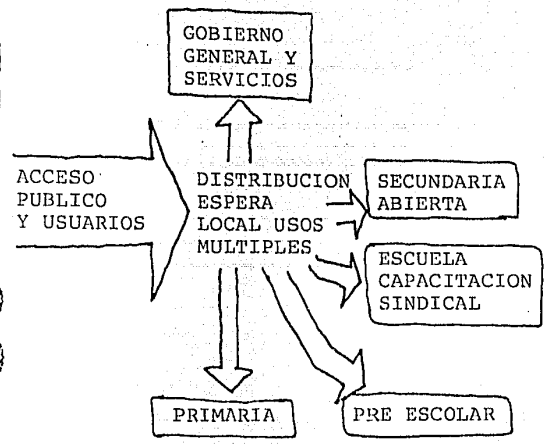 GOBIERNO
GENERAL Y
SERVICIOS
ACCESO
PUBLICO
Y USUARIOS
DISTRIBUCION
ESPERA
LOCAL USOS
MULTIPLES
SECUNDARIA
ABIERTA
ESCUELA
CAPACITACION
SINDICAL
PRIMARIA
PRE ESCOLAR